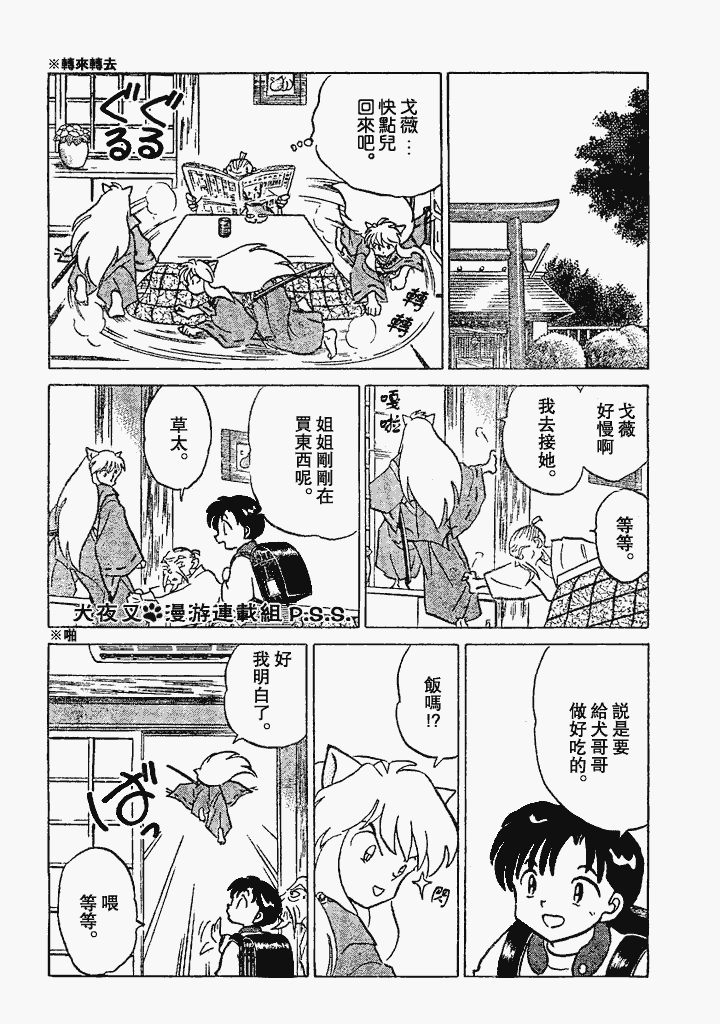 ※轉來轉去
戈薇…
快點兒
回來吧。
ぐるぐる
轉
轉
戈薇
好慢啊
我去接她。
嘎
啦
等等。
姐姐剛剛在
買東西呢。
草太。
犬夜叉 漫游連載組 P.S.S.
※啪
説是要
給犬哥哥
做好吃的。
飯嗎!?
閃
好
我明白了。
ばっ
喂
等等。